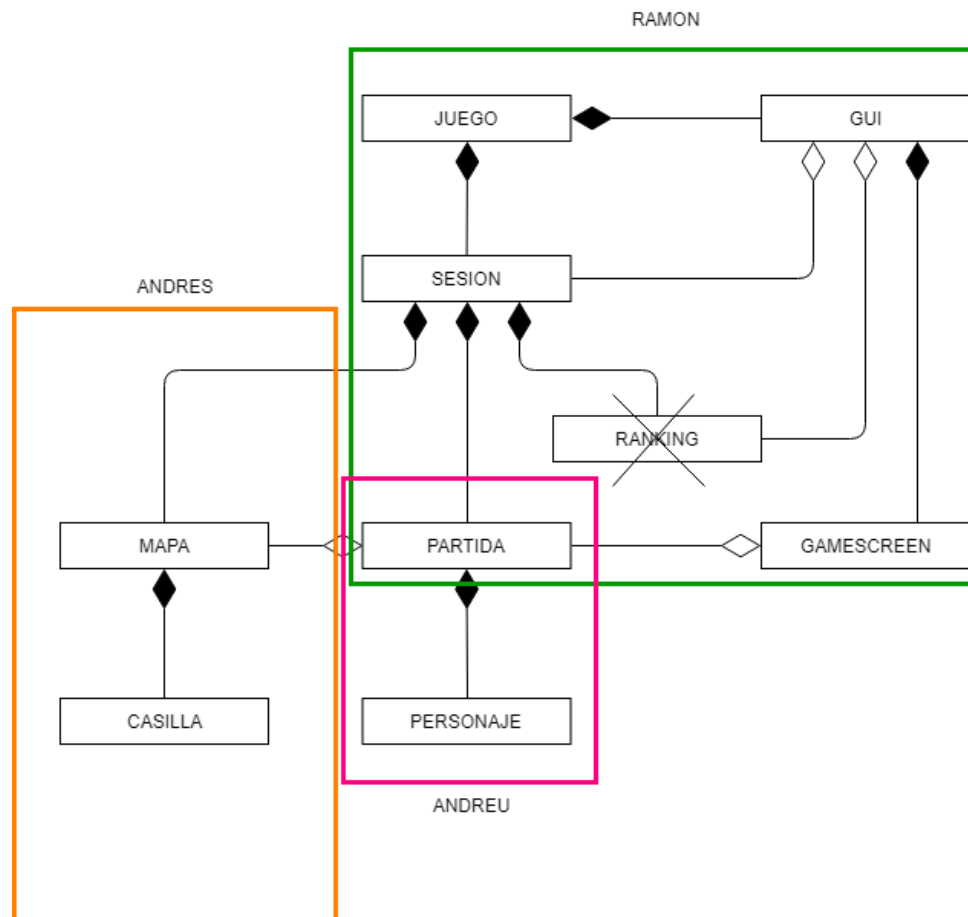 RAMON
JUEGO
GUI
SESION
ANDRES
RANKING
MAPA
PARTIDA
GAMESCREEN
CASILLA
PERSONAJE
ANDREU